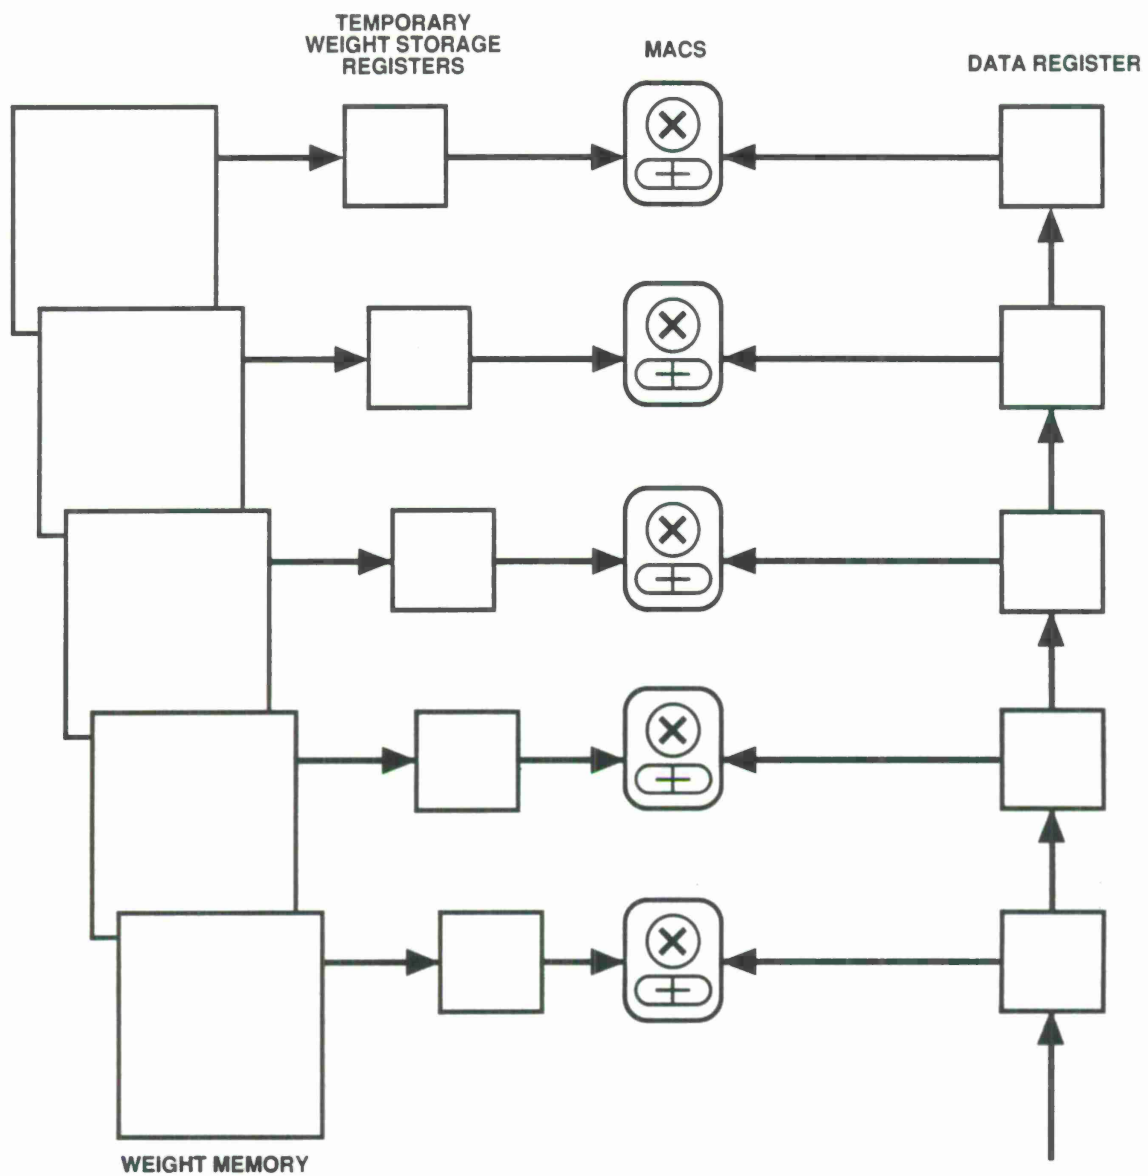 TEMPORARY
WEIGHT STORAGE
REGISTERS
MACS
DATA REGISTER
WEIGHT MEMORY